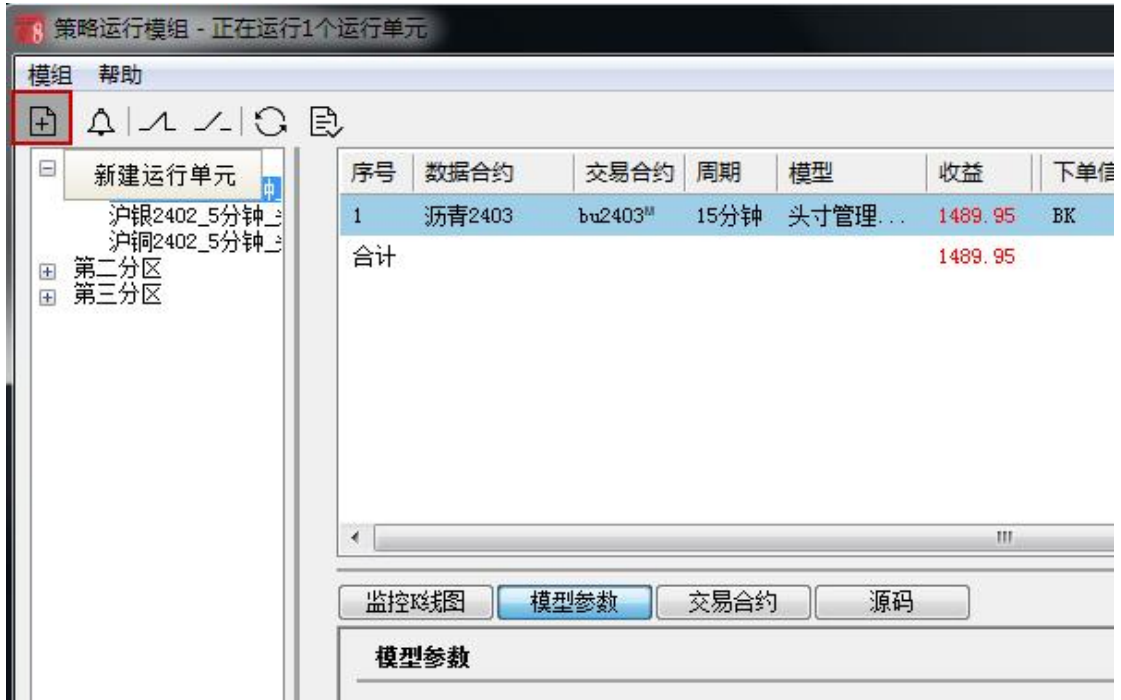 8 策略运行模组 - 正在运行1个运行单元
模组 帮助
新建运行单元
沪银2402_5分钟_
沪铜2402_5分钟_
第二分区
第三分区
序号 数据合约 交易合约 周期 模型 收益 下单信
1 沥青2403 bu2403ᴹ 15分钟 头寸管理... 1489.95 BK
合计 1489.95
监控K线图 模型参数 交易合约 源码
模型参数